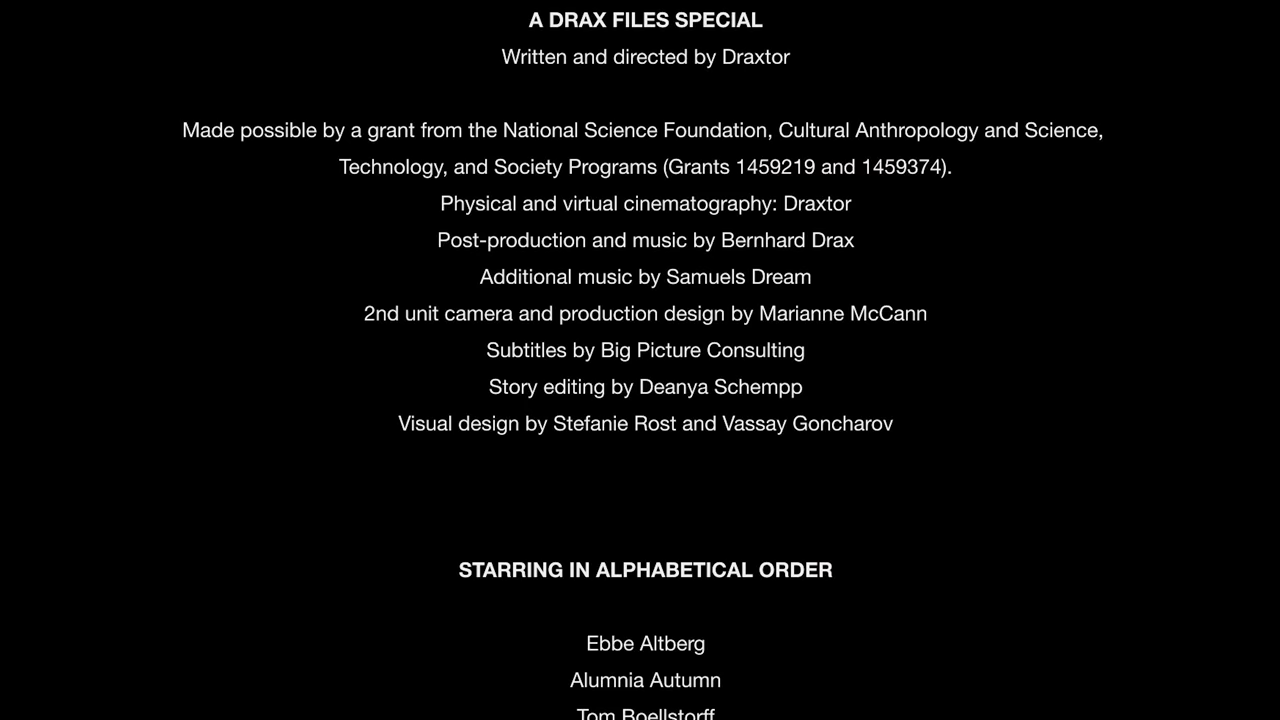 A DRAX FILES SPECIAL
Written and directed by Draxtor
Made possible by a grant from the National Science Foundation, Cultural Anthropology and Science,
Technology, and Society Programs (Grants 1459219 and 1459374).
Physical and virtual cinematography: Draxtor
Post-production and music by Bernhard Drax
Additional music by Samuels Dream
2nd unit camera and production design by Marianne McCann
Subtitles by Big Picture Consulting
Story editing by Deanya Schempp
Visual design by Stefanie Rost and Vassay Goncharov
STARRING IN ALPHABETICAL ORDER
Ebbe Altberg
Alumnia Autumn
Tom Boellstorff